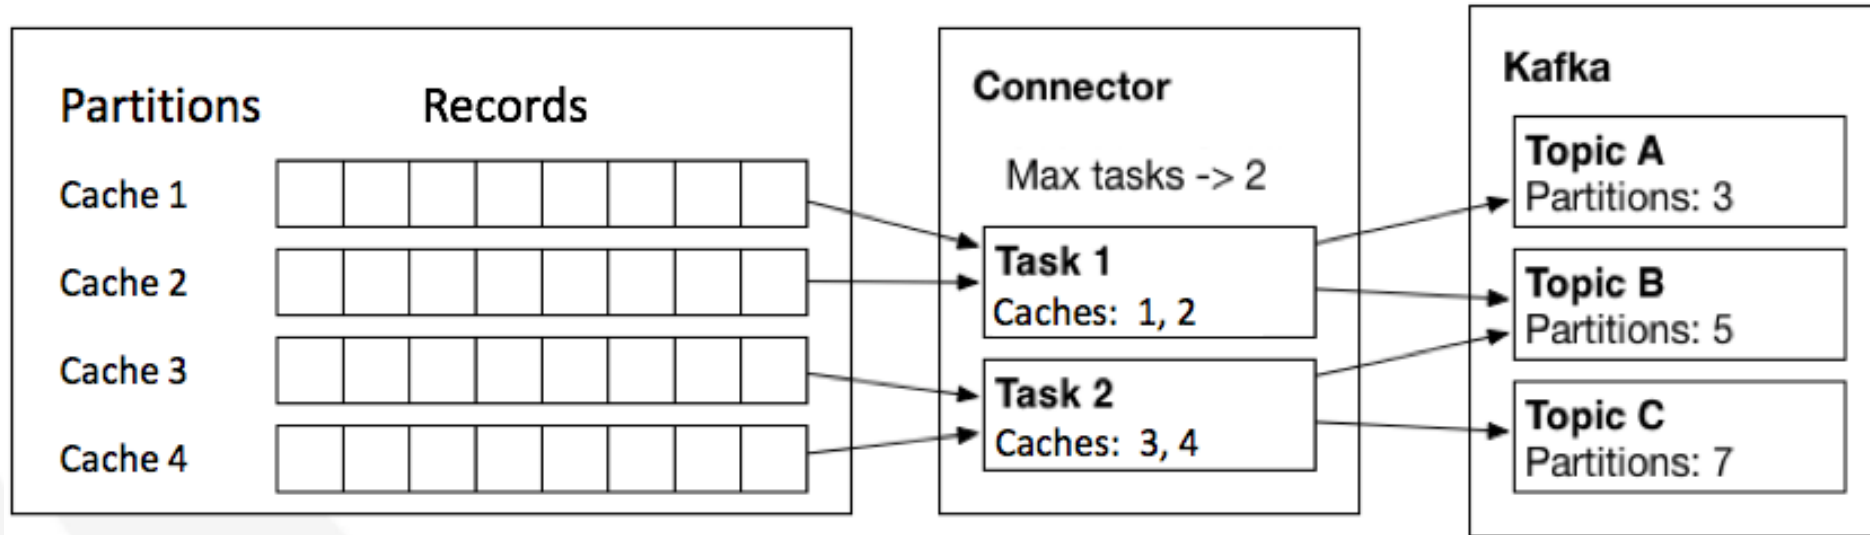 Partitions Records
Cache 1
Cache 2
Cache 3
Cache 4
Connector
Max tasks -> 2
Task 1
Caches: 1, 2
Task 2
Caches: 3, 4
Kafka
Topic A
Partitions: 3
Topic B
Partitions: 5
Topic C
Partitions: 7